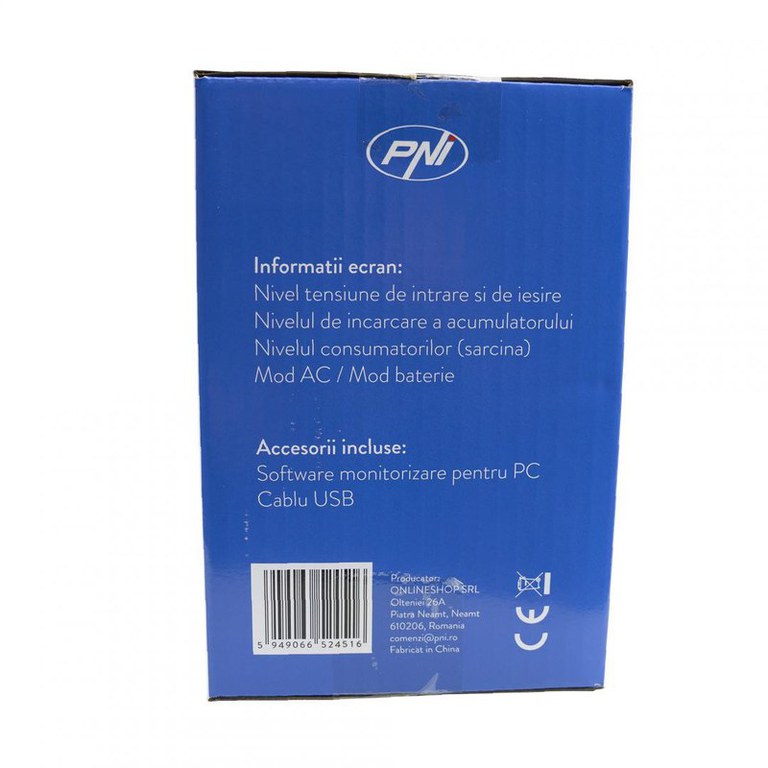 PNI
Informatii ecran:
Nivel tensiune de intrare si de iesire
Nivelul de incarcare a acumulatorului
Nivelul consumatorilor (sarcina)
Mod AC / Mod baterie
Accesorii incluse:
Software monitorizare pentru PC
Cablu USB
5 949066 524516
Producator:
ONLINESHOP SRL
Olteniei 26A
Piatra Neamt, Neamt
610206, Romania
comenzi@pni.ro
Fabricat in China
CE